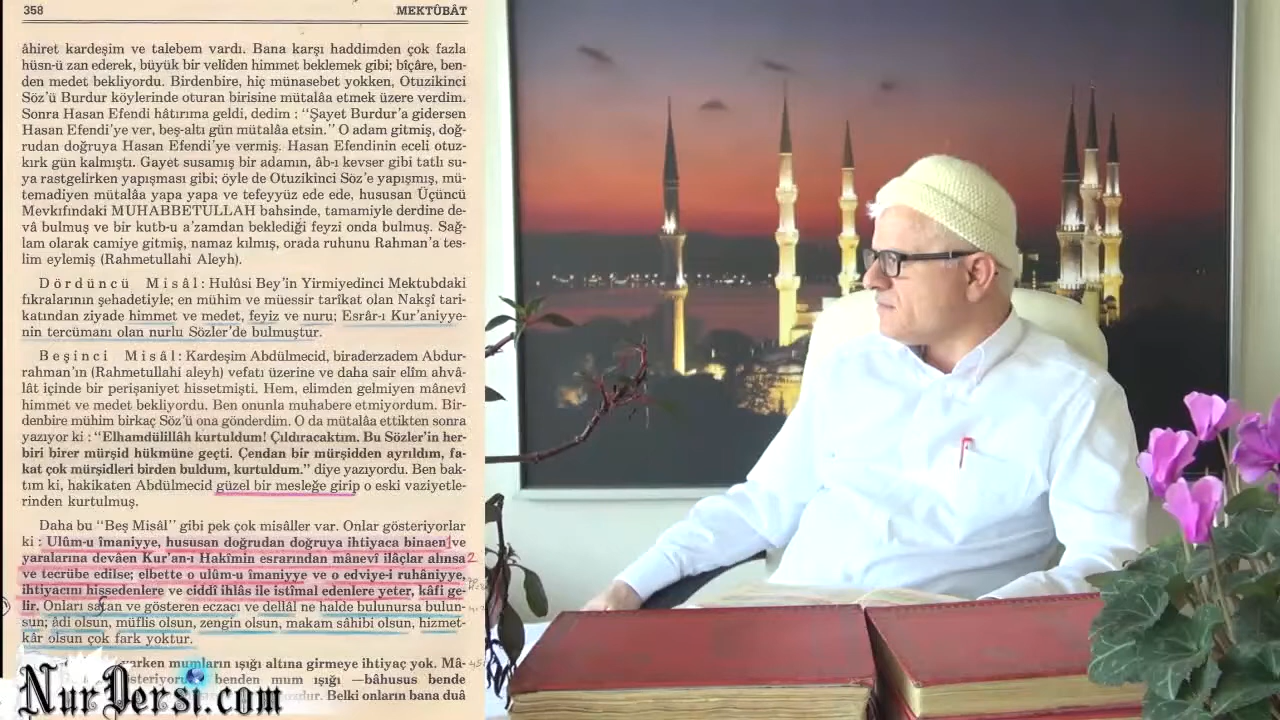 358
MEKTÛBÂT
âhiret kardeşim ve talebem vardı. Bana karşı haddimden çok fazla
hüsn-ü zan ederek, büyük bir velîden himmet beklemek gibi; bîçâre, ben-
den medet bekliyordu. Birdenbire, hiç münasebet yokken, Otuzikinci
Söz'ü Burdur köylerinde oturan birisine mütalâa etmek üzere verdim.
Sonra Hasan Efendi hâtırıma geldi, dedim : "Şayet Burdur'a gidersen
Hasan Efendi'ye ver, beş-altı gün mütalâa etsin." O adam gitmiş, doğ-
rudan doğruya Hasan Efendi'ye vermiş. Hasan Efendinin eceli otuz-
kırk gün kalmıştı. Gayet susamış bir adamın, âb-ı kevser gibi tatlı su-
ya rastgelirken yapışması gibi; öyle de Otuzikinci Söz'e yapışmış, mü-
temadiyen mütalâa yapa yapa ve tefeyyüz ede ede, hususan Üçüncü
Mevkıfındaki MUHABBETULLAH bahsinde, tamamiyle derdine de-
vâ bulmuş ve bir kutb-u a'zamdan beklediği feyzi onda bulmuş. Sağ-
lam olarak camiye gitmiş, namaz kılmış, orada ruhunu Rahman'a tes-
lim eylemiş (Rahmetullahi Aleyh).
Dördüncü Misâl: Hulûsi Bey'in Yirmiyedinci Mektubdaki
fıkralarının şehadetiyle; en mühim ve müessir tarîkat olan Nakşî tari-
katından ziyade himmet ve medet, feyiz ve nuru; Esrâr-ı Kur'aniyye-
nin tercümanı olan nurlu Sözler'de bulmuştur.
Beşinci Misâl: Kardeşim Abdülmecid, biraderzadem Abdur-
rahman'ın (Rahmetullahi aleyh) vefatı üzerine ve daha sair elîm ahvâ-
lât içinde bir perişaniyet hissetmişti. Hem, elimden gelmiyen mânevî
himmet ve medet bekliyordu. Ben onunla muhabere etmiyordum. Bir-
denbire mühim birkaç Söz'ü ona gönderdim. O da mütalâa ettikten sonra
yazıyor ki : "Elhamdülillâh kurtuldum! Çıldıracaktım. Bu Sözler'in her-
biri birer mürşid hükmüne geçti. Çendan bir mürşidden ayrıldım, fa-
kat çok mürşidleri birden buldum, kurtuldum." diye yazıyordu. Ben bak-
tım ki, hakikaten Abdülmecid güzel bir mesleğe girip o eski vaziyetle-
rinden kurtulmuş.
Daha bu "Beş Misâl" gibi pek çok misâller var. Onlar gösteriyorlar
ki : Ulûm-u îmaniyye, hususan doğrudan doğruya ihtiyaca binaen ve
yaralarına devâen Kur'an-ı Hakîmin esrarından mânevî ilâçlar alınsa
ve tecrübe edilse; elbette o ulûm-u îmaniyye ve o edviye-i ruhâniyye,
ihtiyacını hissedenlere ve ciddî ihlâs ile istîmal edenlere yeter, kâfi ge-
lir. Onları satan ve gösteren eczacı ve dellâl ne halde bulunursa bulun-
sun; âdi olsun, müflis olsun, zengin olsun, makam sâhibi olsun, hizmet-
kâr olsun çok fark yoktur.
varken mumların ışığı altına girmeye ihtiyaç yok. Mâ-
benden mum ışığı —bâhusus bende
Belki onların bana duâ
NurDersi.com